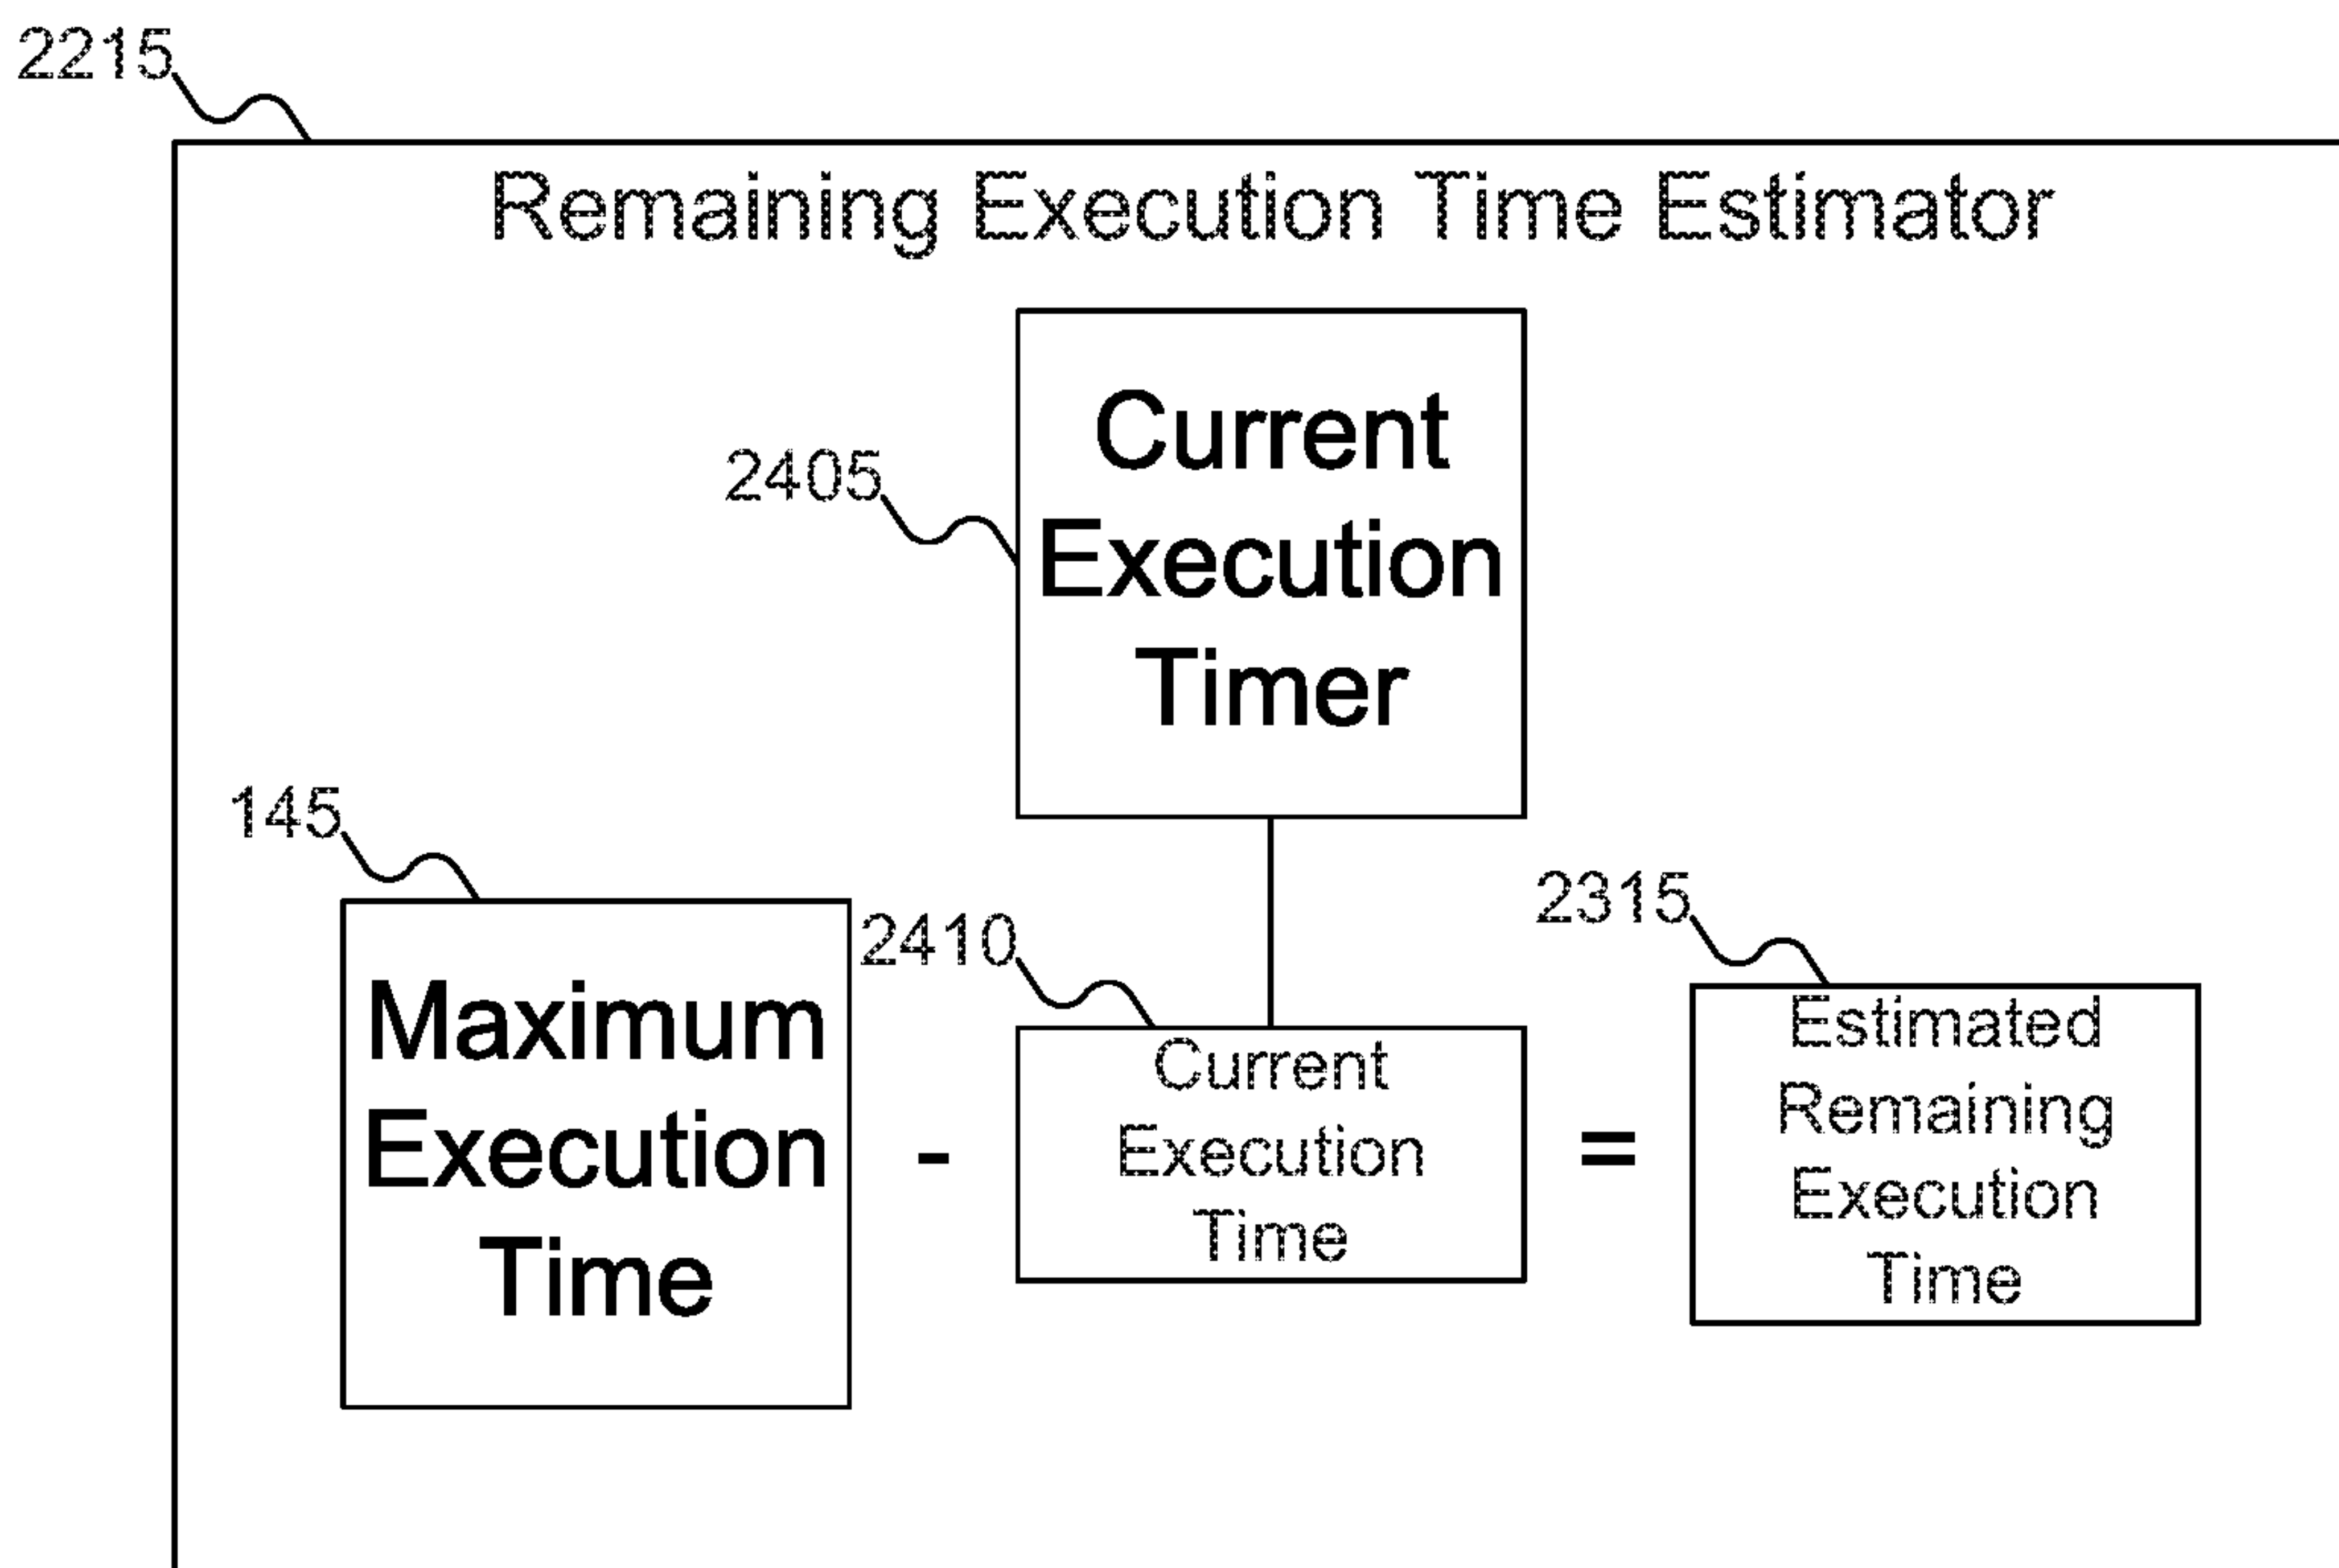 2215
Remaining Execution Time Estimator
2405
Current
Execution
Timer
145
Maximum
Execution
Time
-
2410
Current
Execution
Time
=
2315
Estimated
Remaining
Execution
Time